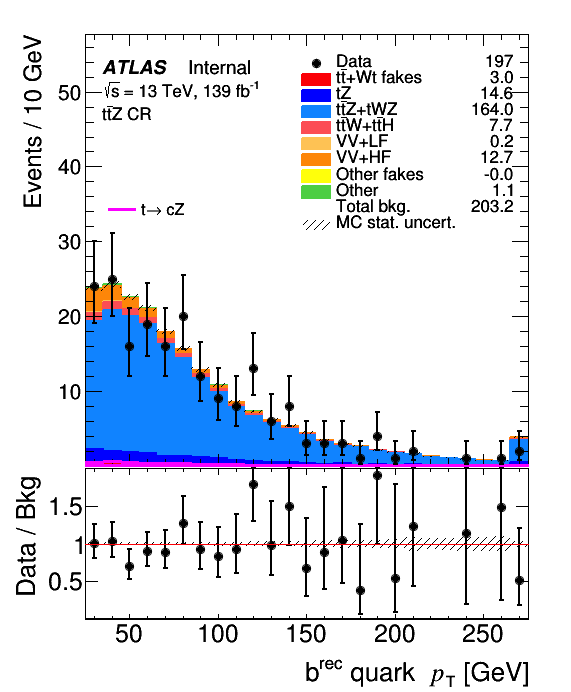 ATLAS Internal
√s = 13 TeV, 139 fb⁻¹
tt̄Z CR
t→ cZ
Data 197
tt̄+Wt fakes 3.0
tZ 14.6
tt̄Z+tWZ 164.0
tt̄W+tt̄H 7.7
VV+LF 0.2
VV+HF 12.7
Other fakes -0.0
Other 1.1
Total bkg. 203.2
MC stat. uncert.
Events / 10 GeV
50
40
30
20
10
Data / Bkg
1.5
1
0.5
50 100 150 200 250
b^rec quark p_T [GeV]